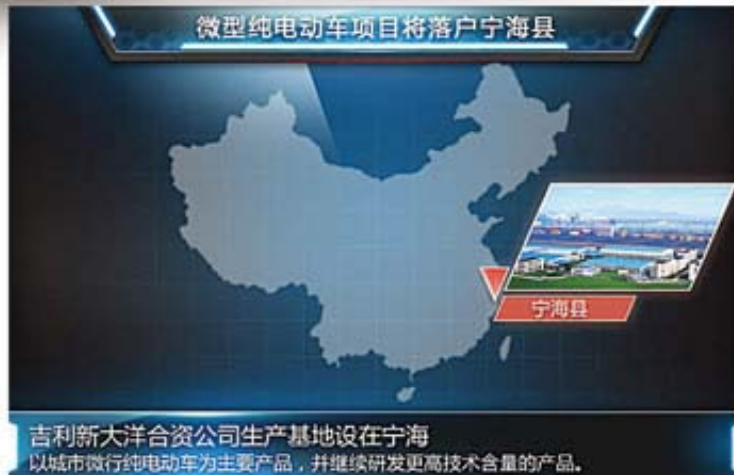 微型纯电动车项目将落户宁海县
宁海县
吉利新大洋合资公司生产基地设在宁海
以城市微行纯电动车为主要产品，并继续研发更高技术含量的产品。